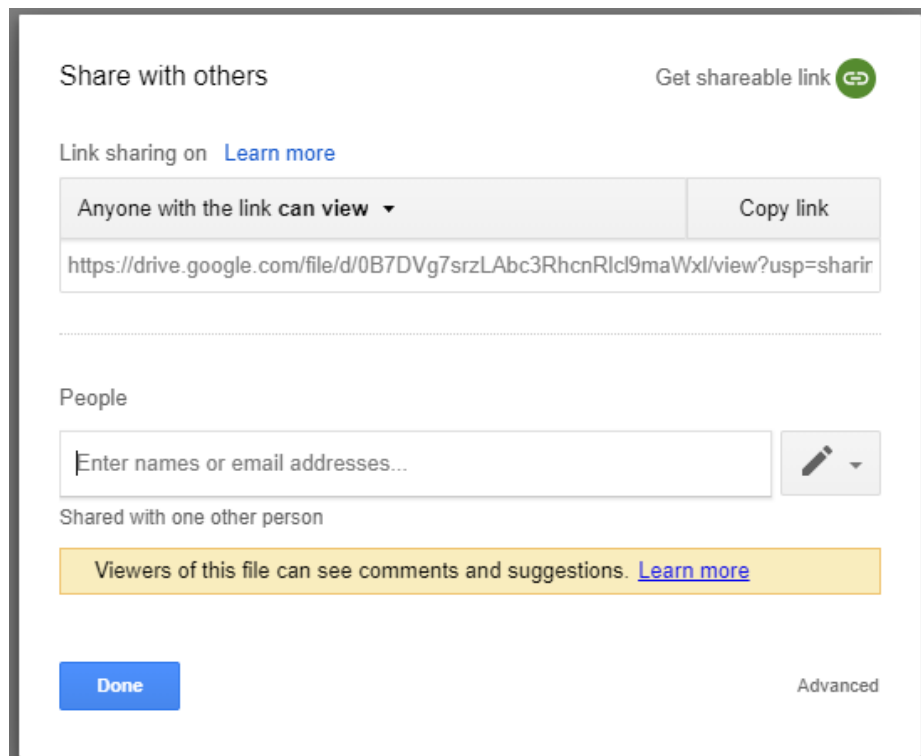 Share with others
Get shareable link
Link sharing on Learn more
Anyone with the link can view
Copy link
https://drive.google.com/file/d/0B7DVg7srzLAbc3RhcnRlcl9maWxl/view?usp=sharin
People
Enter names or email addresses...
Shared with one other person
Viewers of this file can see comments and suggestions. Learn more
Done
Advanced